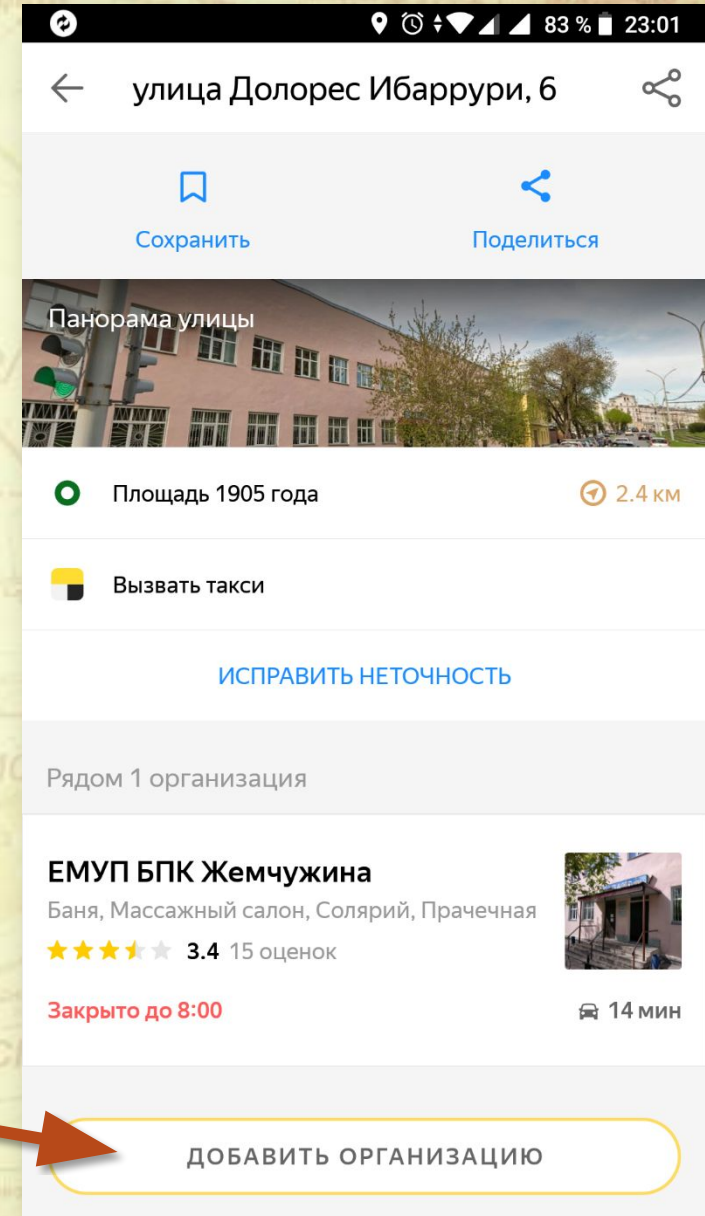 83 % 23:01
улица Долорес Ибаррури, 6
Сохранить
Поделиться
Панорама улицы
Площадь 1905 года
2.4 км
Вызвать такси
ИСПРАВИТЬ НЕТОЧНОСТЬ
Рядом 1 организация
ЕМУП БПК Жемчужина
Баня, Массажный салон, Солярий, Прачечная
3.4 15 оценок
Закрыто до 8:00
14 мин
ДОБАВИТЬ ОРГАНИЗАЦИЮ